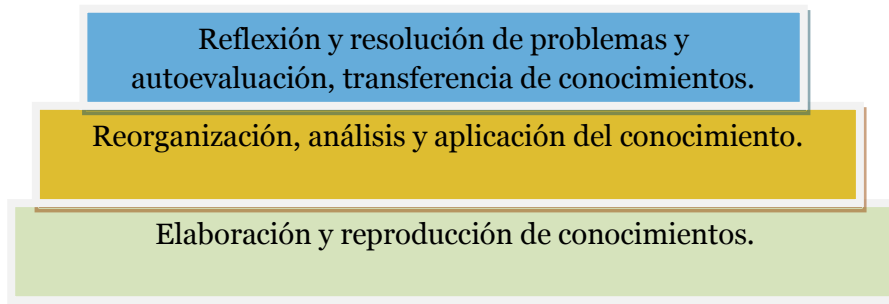 Reflexión y resolución de problemas y
autoevaluación, transferencia de conocimientos.
Reorganización, análisis y aplicación del conocimiento.
Elaboración y reproducción de conocimientos.